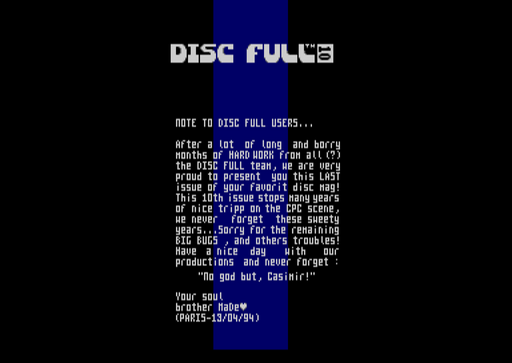 DISC FULL™ 10
NOTE TO DISC FULL USERS...
After a lot of long and borry
months of HARD WORK from all (?)
the DISC FULL team, we are very
proud to present you this LAST
issue of your favorit disc mag!
This 10th issue stops many years
of nice tripp on the CPC scene,
we never forget these sweety
years...Sorry for the remaining
BIG BUGS , and others troubles!
Have a nice day with our
productions and never forget :
"No god but, Casimir!"
Your soul
brother MaDe♥
(PARIS-13/04/94)